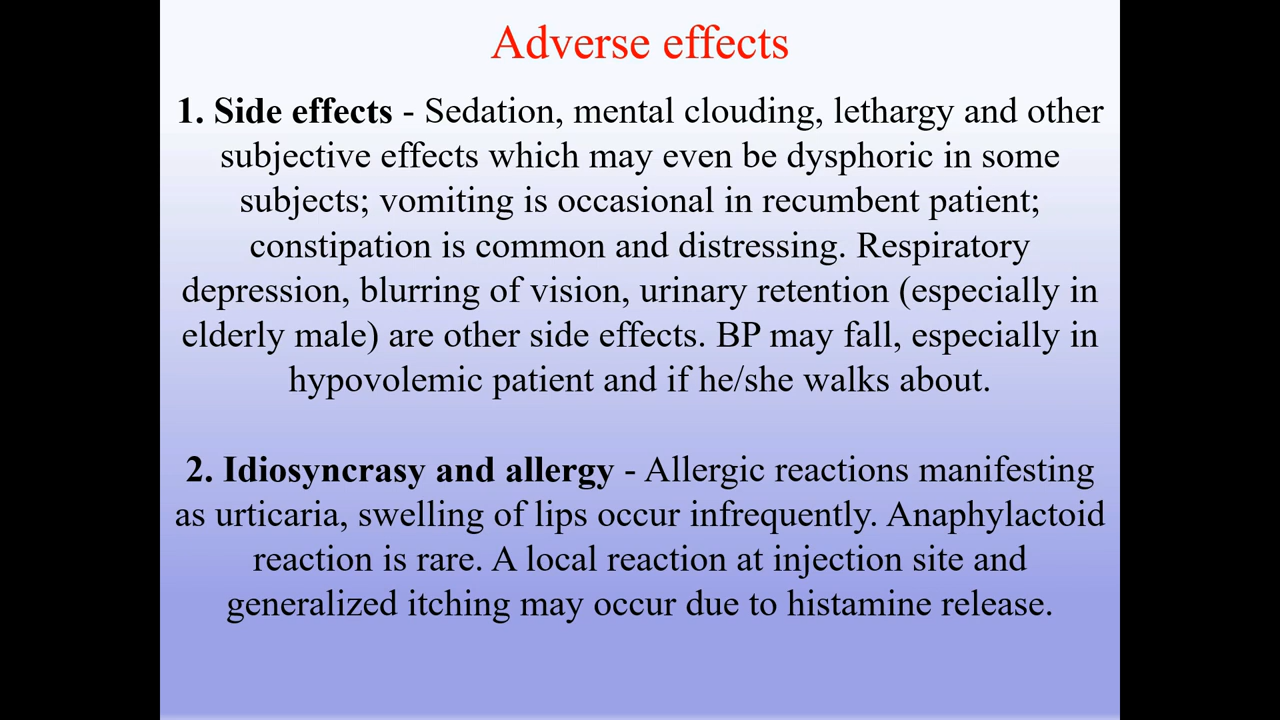 Adverse effects
1. Side effects - Sedation, mental clouding, lethargy and other
subjective effects which may even be dysphoric in some
subjects; vomiting is occasional in recumbent patient;
constipation is common and distressing. Respiratory
depression, blurring of vision, urinary retention (especially in
elderly male) are other side effects. BP may fall, especially in
hypovolemic patient and if he/she walks about.
2. Idiosyncrasy and allergy - Allergic reactions manifesting
as urticaria, swelling of lips occur infrequently. Anaphylactoid
reaction is rare. A local reaction at injection site and
generalized itching may occur due to histamine release.